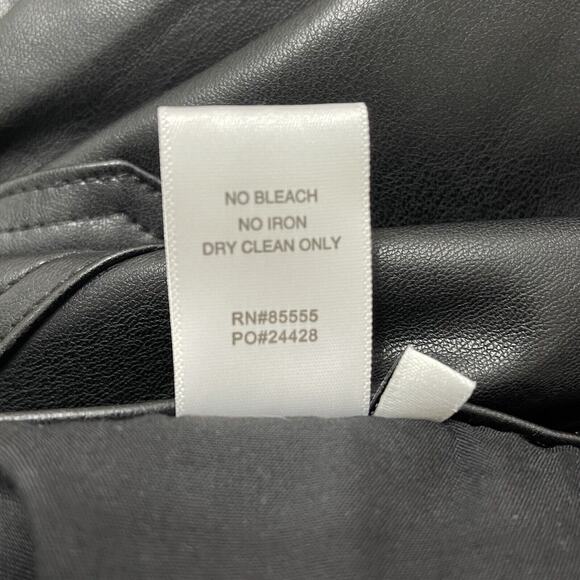 NO BLEACH
NO IRON
DRY CLEAN ONLY
RN#85555
PO#24428